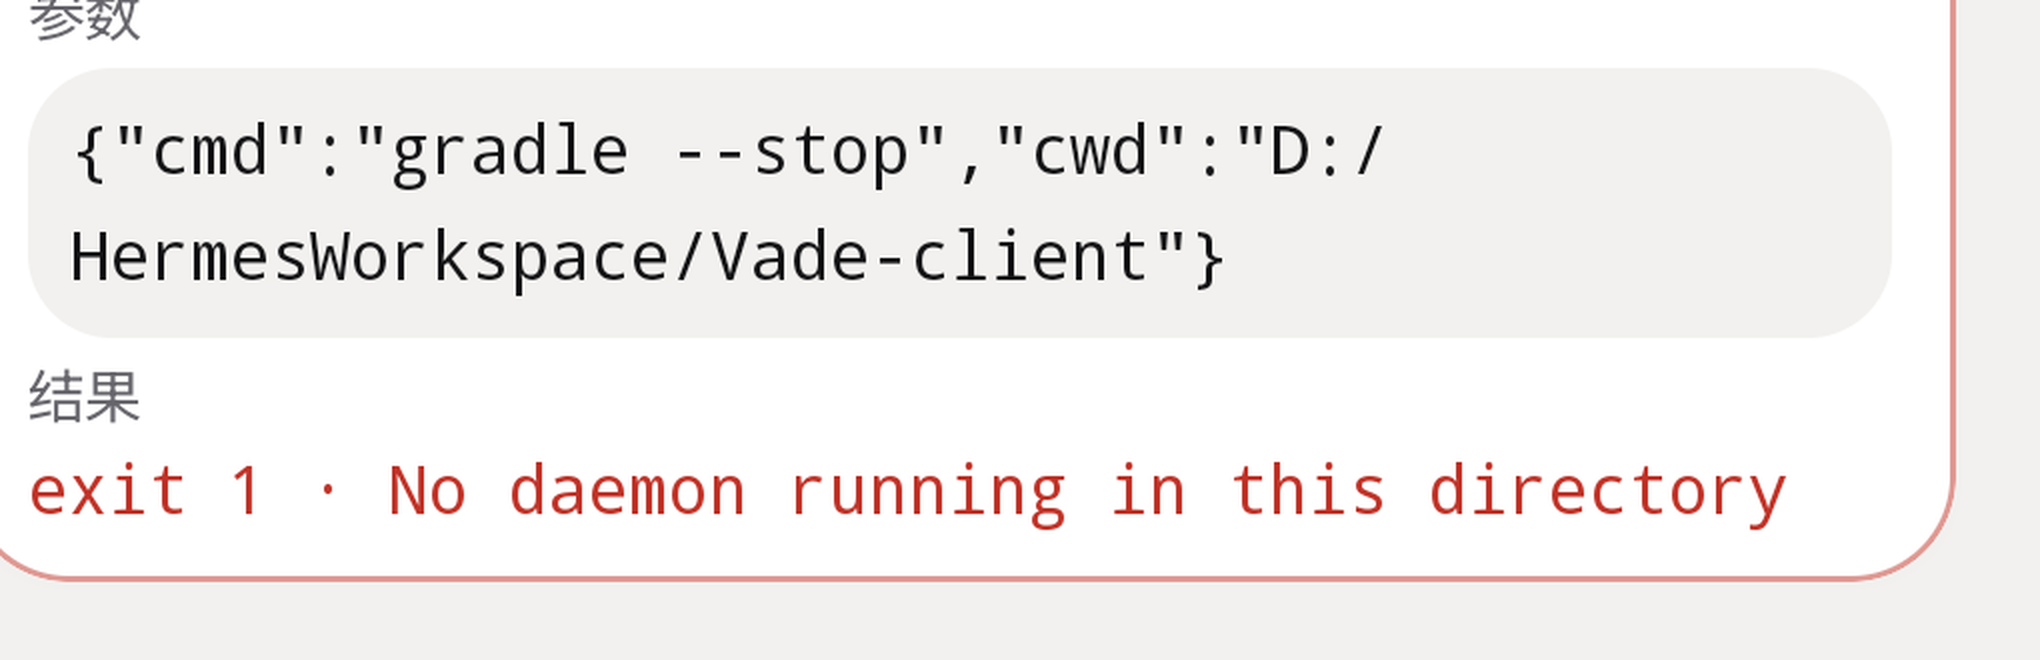 参数
{"cmd":"gradle --stop","cwd":"D:/
HermesWorkspace/Vade-client"}
结果
exit 1 · No daemon running in this directory